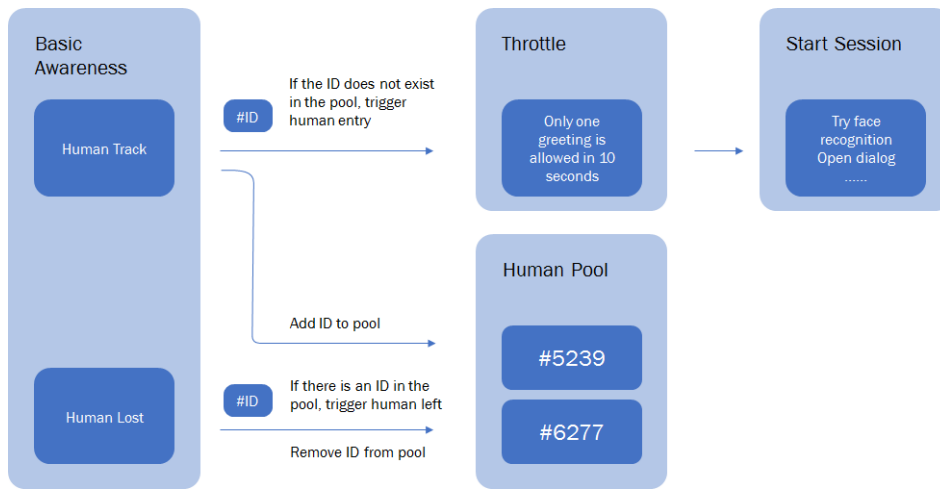 Basic
Awareness
Human Track
#ID
If the ID does not exist
in the pool, trigger
human entry
Throttle
Only one
greeting is
allowed in 10
seconds
Start Session
Try face
recognition
Open dialog
......
Add ID to pool
Human Pool
#5239
#6277
Human Lost
#ID
If there is an ID in the
pool, trigger human left
Remove ID from pool